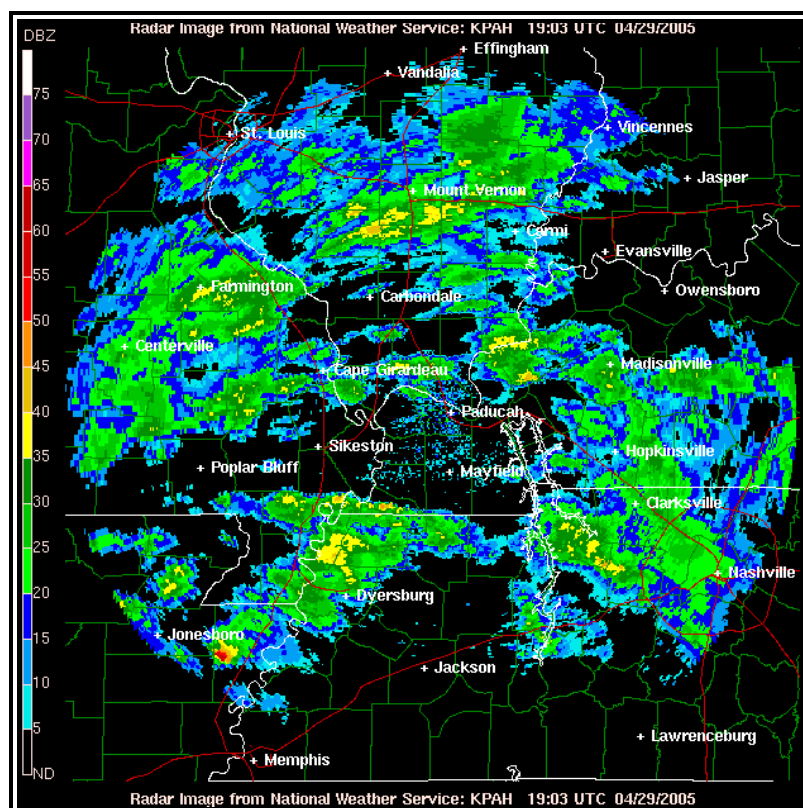 Radar Image from National Weather Service: KPAH 19:03 UTC 04/29/2005
DBZ
Effingham
Vandalia
75
St. Louis
Vincennes
70
Jasper
65
Mount Vernon
60
Carmi
Evansville
55
Farmington
Carbondale
Owensboro
50
Centerville
45
Cape Girardeau
Madisonville
40
Paducah
Sikeston
Hopkinsville
35
Poplar Bluff
Mayfield
30
Clarksville
25
Nashville
20
Dyersburg
15
Jonesboro
10
Jackson
5
Lawrenceburg
Memphis
ND
Radar Image from National Weather Service: KPAH 19:03 UTC 04/29/2005